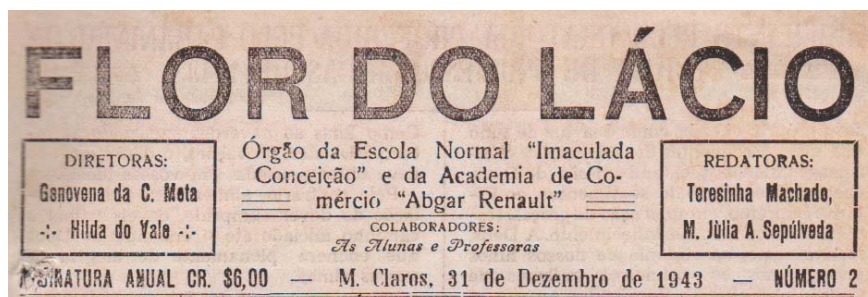 FLOR DO LÁCIO
DIRETORAS:
Genovena da C. Mota
-:- Hilda do Vale -:-
Órgão da Escola Normal "Imaculada
Conceição" e da Academia de Co-
mércio "Abgar Renault"
COLABORADORES:
As Alunas e Professoras
REDATORAS:
Teresinha Machado,
M. Júlia A. Sepúlveda
ASSINATURA ANUAL CR. $6,00 — M. Claros, 31 de Dezembro de 1943 — NÚMERO 2